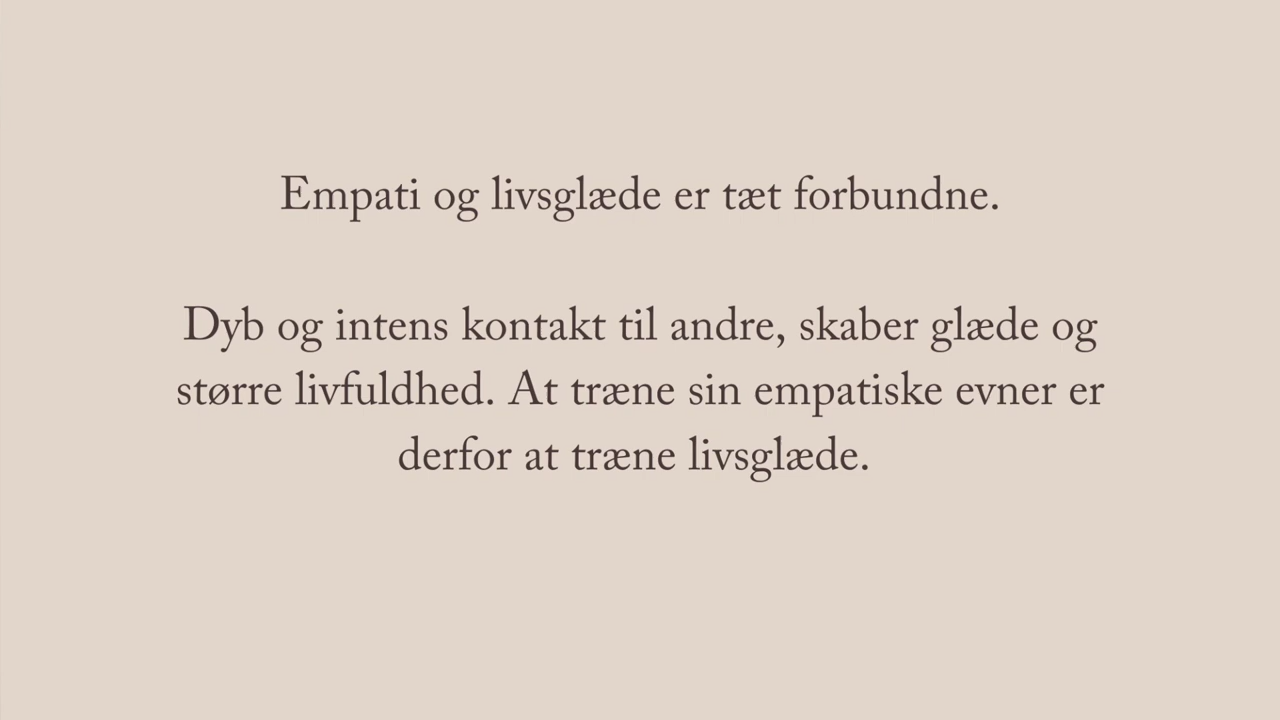 Empati og livsglæde er tæt forbundne.
Dyb og intens kontakt til andre, skaber glæde og
større livfuldhed. At træne sin empatiske evner er
derfor at træne livsglæde.